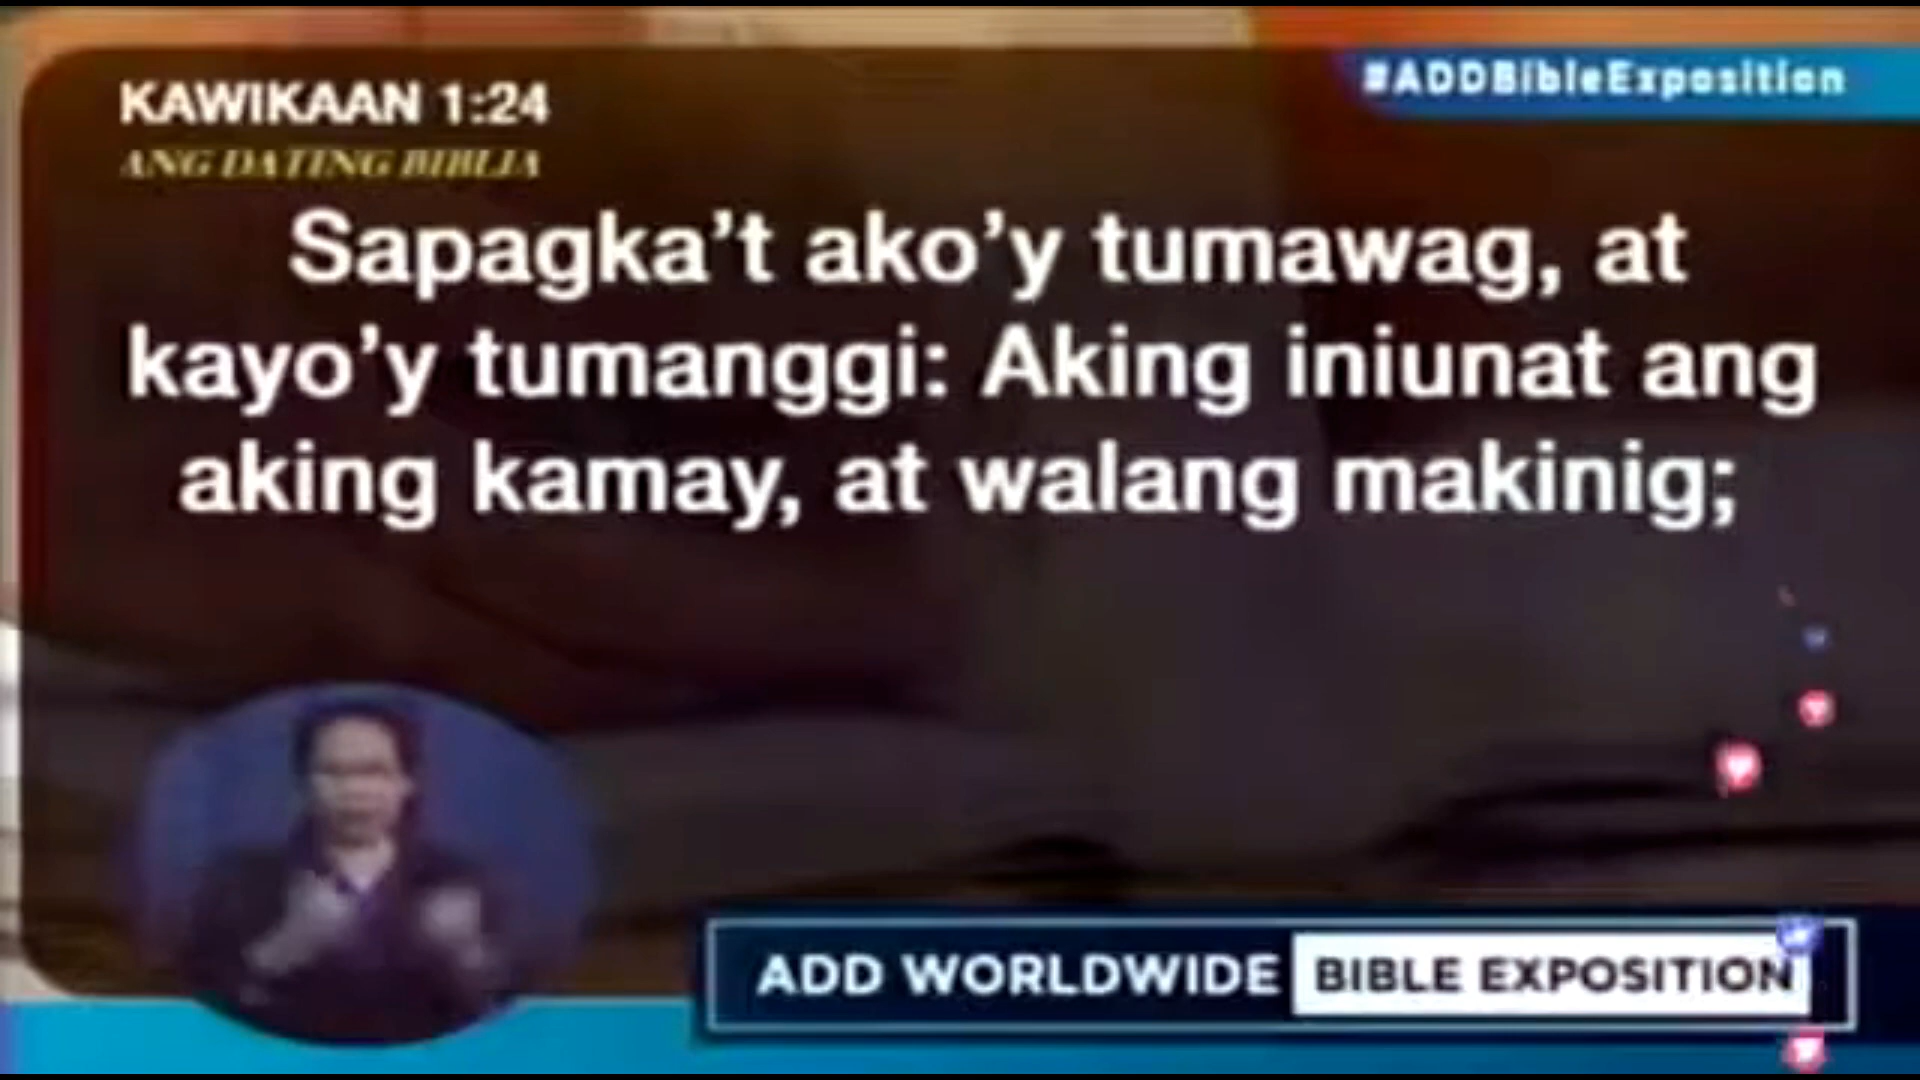 KAWIKAAN 1:24
#ADDBibleExposition
ANG DATING BIBLIA
Sapagka’t ako’y tumawag, at
kayo’y tumanggi: Aking iniunat ang
aking kamay, at walang makinig;
ADD WORLDWIDE BIBLE EXPOSITION